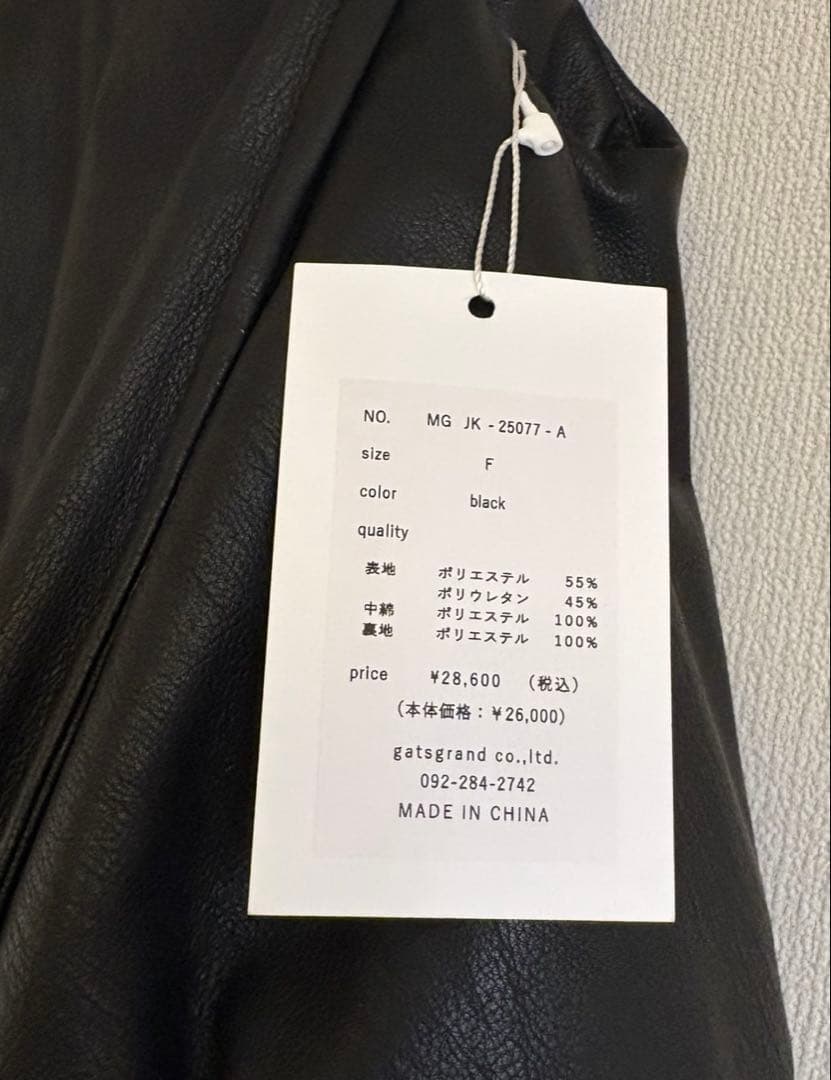 NO. MG JK - 25077 - A
size F
color black
quality
表地 ポリエステル 55%
ポリウレタン 45%
中綿 ポリエステル 100%
裏地 ポリエステル 100%
price ¥28,600 (税込)
(本体価格：¥26,000)
gatsgrand co.,ltd.
092-284-2742
MADE IN CHINA